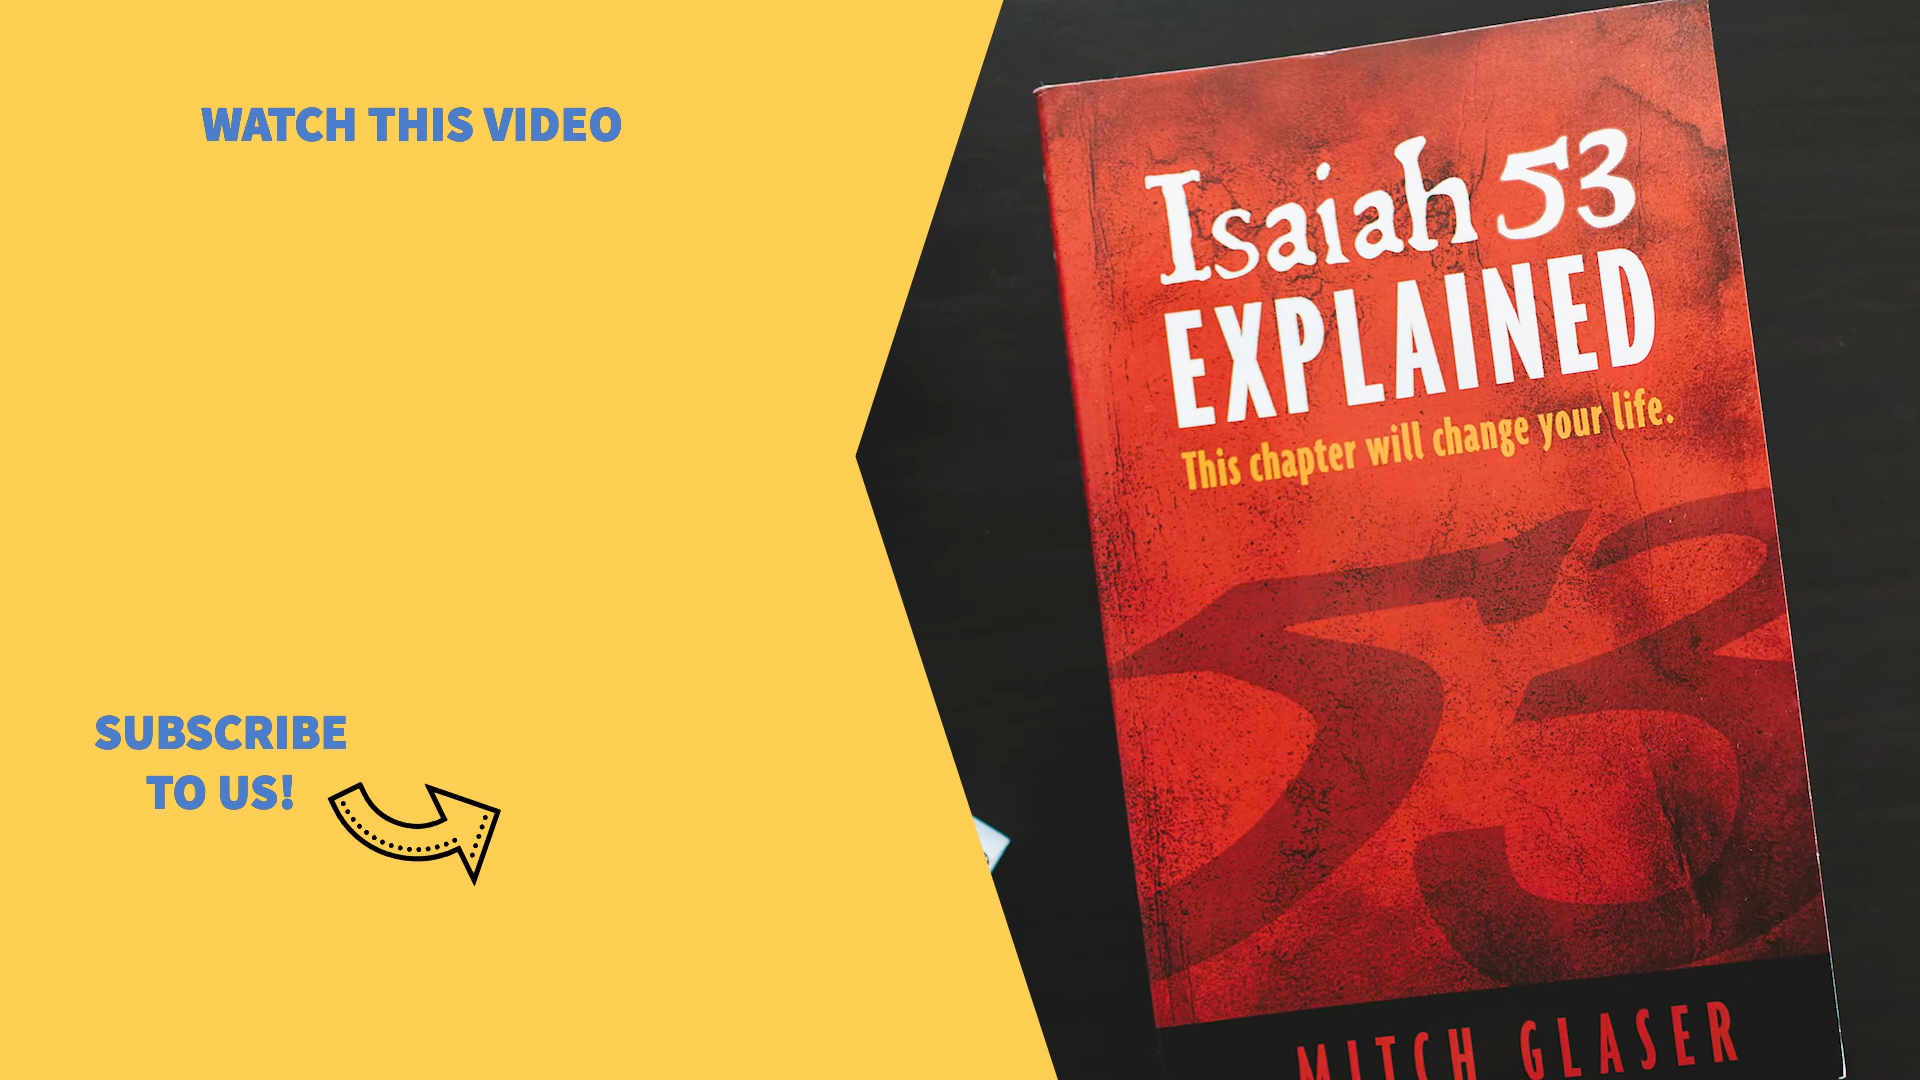 WATCH THIS VIDEO
SUBSCRIBE
TO US!
Isaiah 53
EXPLAINED
This chapter will change your life.
53
MITCH GLASER